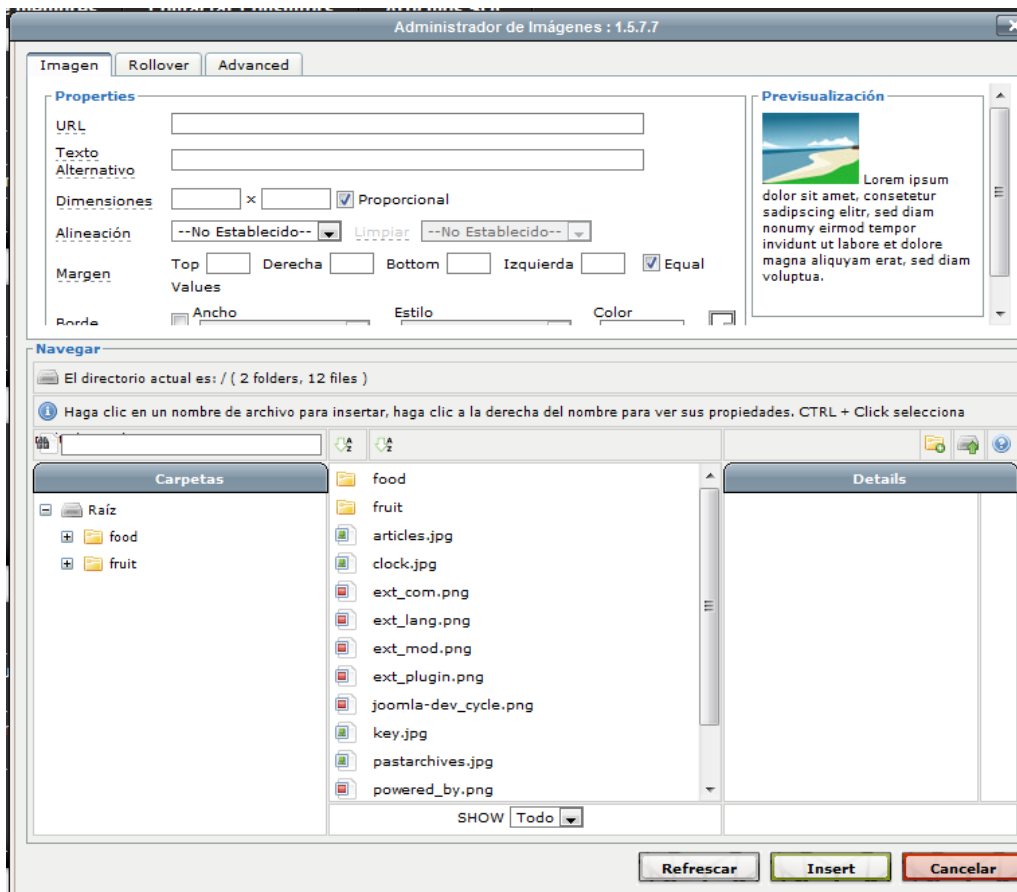 Administrador de Imágenes : 1.5.7.7
Imagen Rollover Advanced
Properties
URL
Texto
Alternativo
Dimensiones x Proporcional
Alineación --No Establecido-- Limpiar --No Establecido--
Margen Top Derecha Bottom Izquierda Equal
Values
Borde Ancho Estilo Color
Previsualización
Lorem ipsum
dolor sit amet, consetetur
sadipscing elitr, sed diam
nonumy eirmod tempor
invidunt ut labore et dolore
magna aliquyam erat, sed diam
voluptua.
Navegar
El directorio actual es: / ( 2 folders, 12 files )
Haga clic en un nombre de archivo para insertar, haga clic a la derecha del nombre para ver sus propiedades. CTRL + Click selecciona
Carpetas
Raíz
food
fruit
food
fruit
articles.jpg
clock.jpg
ext_com.png
ext_lang.png
ext_mod.png
ext_plugin.png
joomla-dev_cycle.png
key.jpg
pastarchives.jpg
powered_by.png
SHOW Todo
Details
Refrescar Insert Cancelar